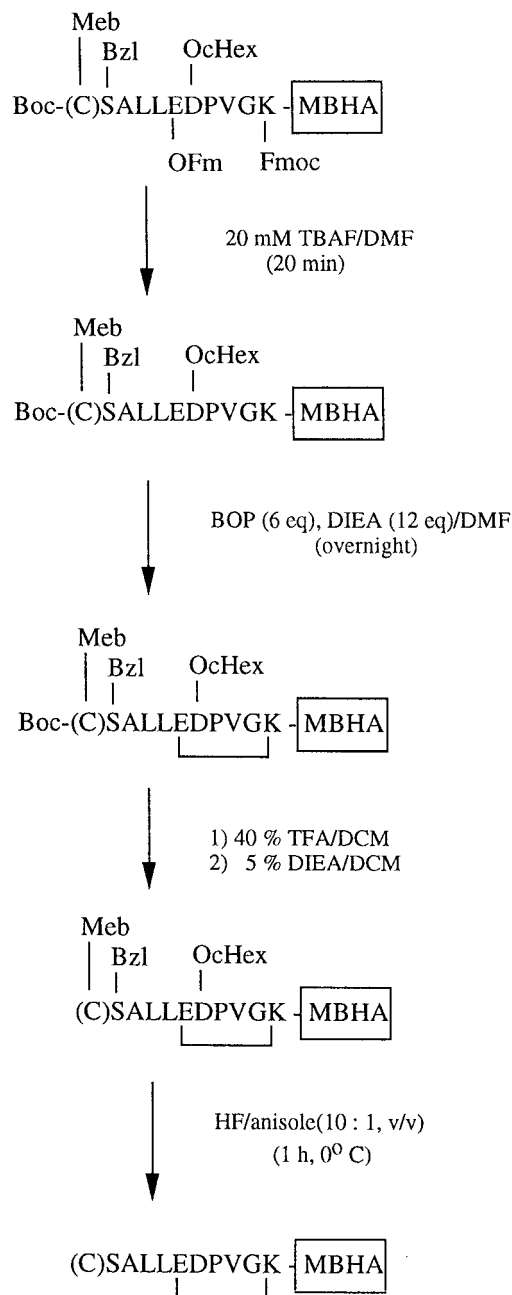 Meb
Bzl
OcHex
Boc-(C)SALLEDPVGK - MBHA
OFm
Fmoc
20 mM TBAF/DMF
(20 min)
Meb
Bzl
OcHex
Boc-(C)SALLEDPVGK - MBHA
BOP (6 eq), DIEA (12 eq)/DMF
(overnight)
Meb
Bzl
OcHex
Boc-(C)SALLEDPVGK - MBHA
1) 40 % TFA/DCM
2) 5 % DIEA/DCM
Meb
Bzl
OcHex
(C)SALLEDPVGK - MBHA
HF/anisole(10 : 1, v/v)
(1 h, 0⁰ C)
(C)SALLEDPVGK - MBHA